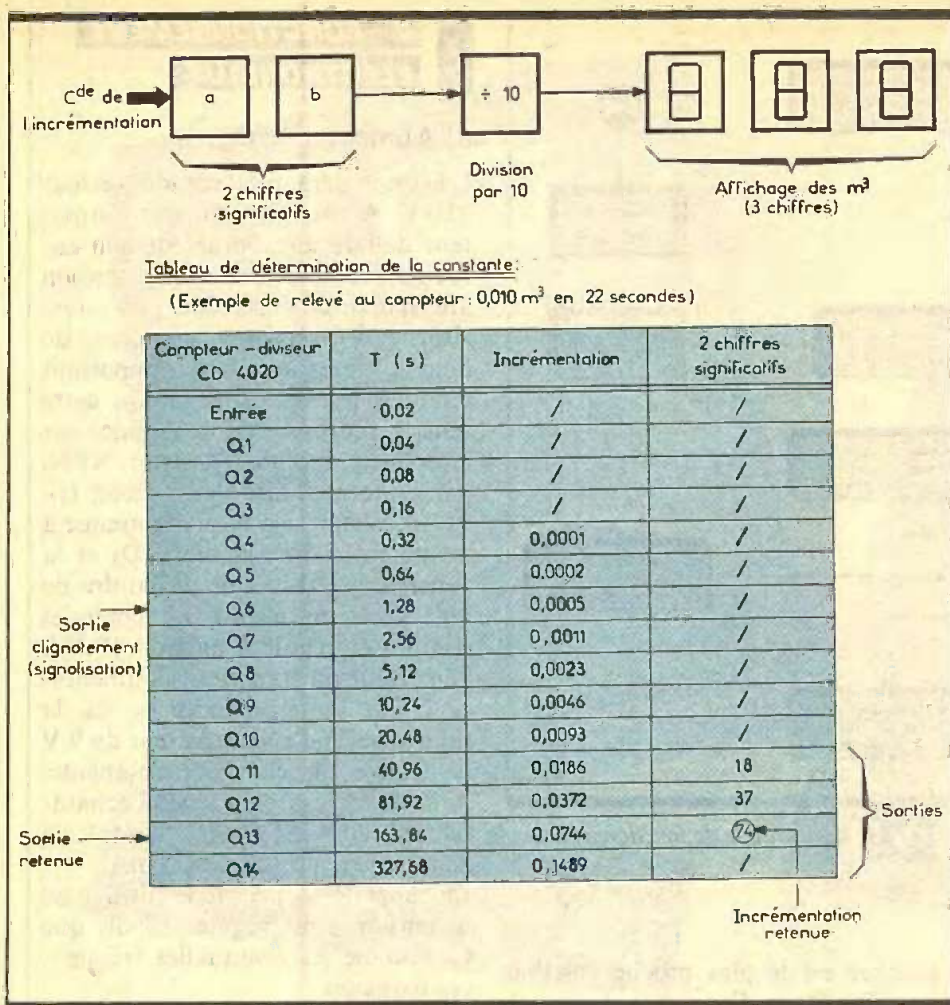 Cde de
l'incrémentation
a
b
÷ 10
2 chiffres
significatifs
Division
par 10
Affichage des m³
(3 chiffres)
Tableau de détermination de la constante:
(Exemple de relevé au compteur : 0,010 m³ en 22 secondes)
Compteur - diviseur CD 4020 | T (s) | Incrémentation | 2 chiffres significatifs
Entrée 0,02 / /
Q1 0,04 / /
Q2 0,08 / /
Q3 0,16 / /
Q4 0,32 0,0001 /
Q5 0,64 0.0002 /
Q6 1,28 0,0005 /
Q7 2,56 0,0011 /
Q8 5,12 0,0023 /
Q9 10,24 0,0046 /
Q10 20,48 0,0093 /
Q11 40,96 0,0186 18
Q12 81,92 0,0372 37
Q13 163,84 0,0744 74
Q14 327,68 0,1489 /
Sortie
clignotement
(signalisation)
Sortie
retenue
Sorties
Incrémentation
retenue